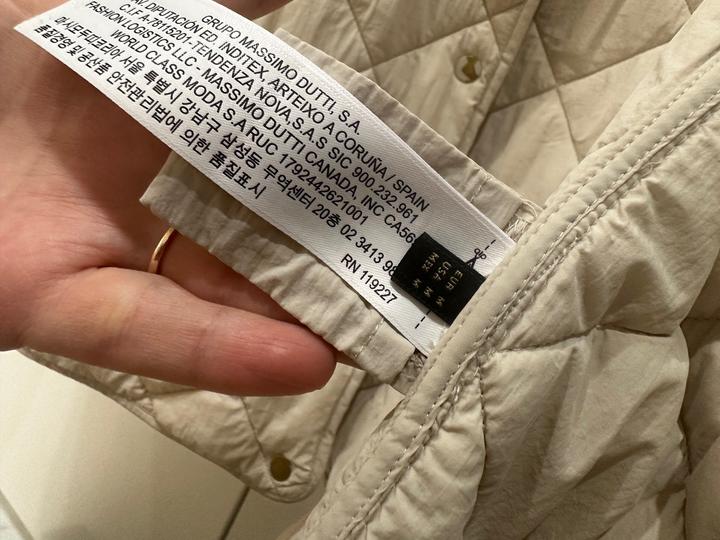 GRUPO MASSIMO DUTTI, S.A.
AV. DIPUTACIÓN ED. INDITEX, ARTEIXO A CORUÑA / SPAIN
C.I.F A-78115201-TENDENZA NOVA,S.A.S SIC 900.232.961
FASHION LOGISTICS LLC. MASSIMO DUTTI CANADA, INC CA56
WORLD CLASS MODA S.A RUC 1792442621001
마시모 두띠코리아 서울 특별시 강남구 삼성동 무역센터 20층 02 3413 98
품질경영 및 공산품 안전관리법에 의한 품질표시
RN 119227
EUR M
USA M
MEX M